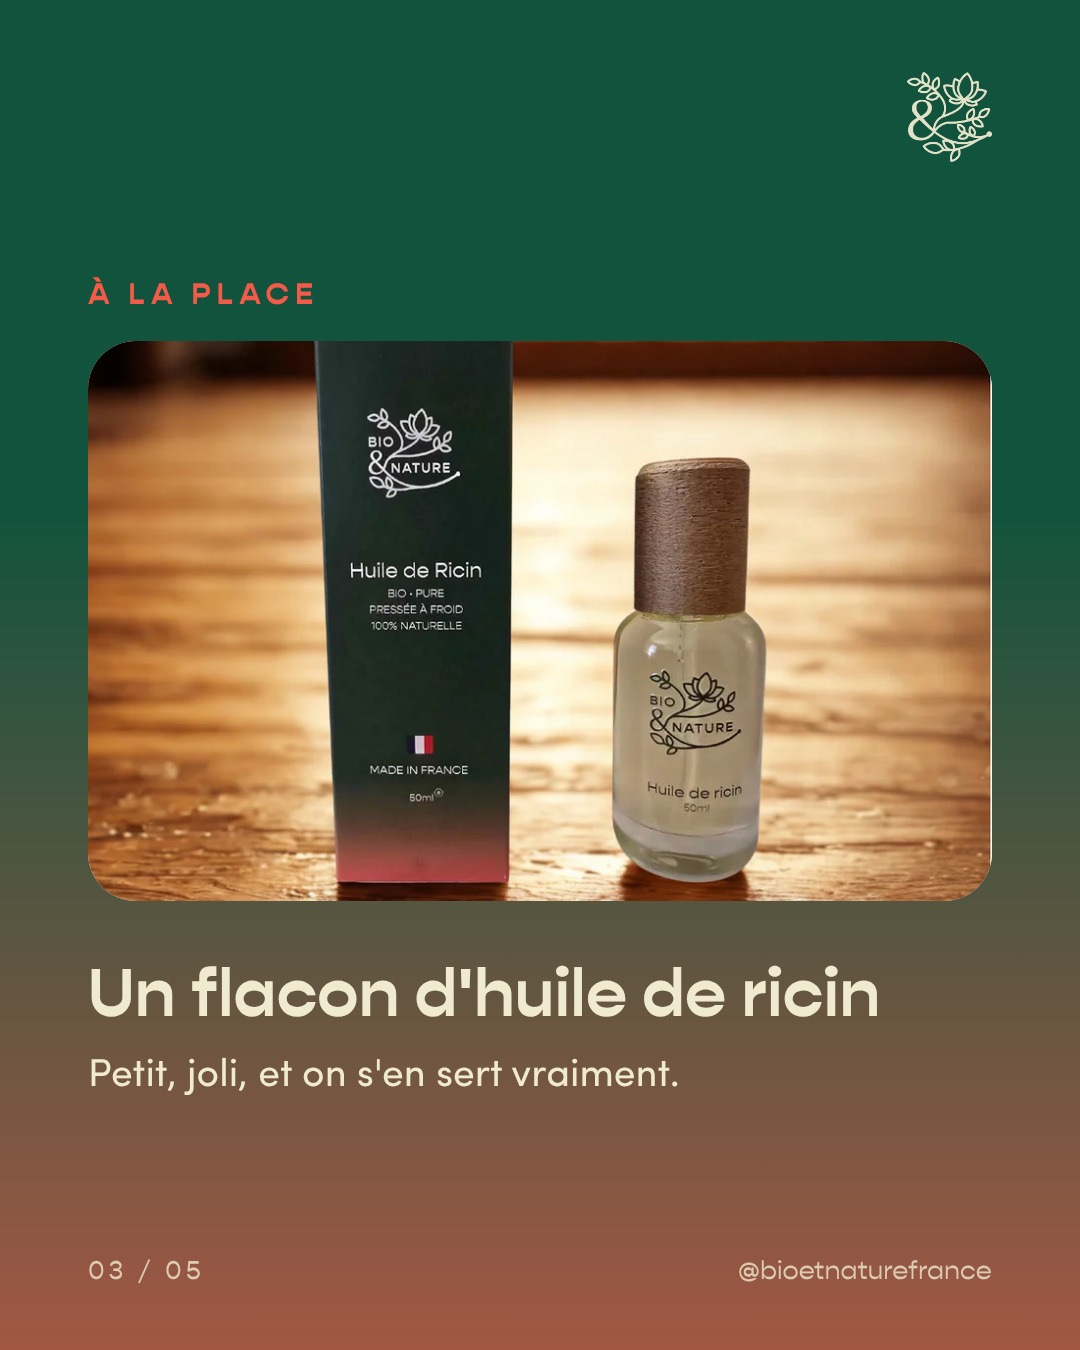 &
À LA PLACE
BIO
& NATURE
Huile de Ricin
BIO • PURE
PRESSÉE À FROID
100% NATURELLE
MADE IN FRANCE
50ml ℮
BIO
& NATURE
Huile de ricin
50ml
Un flacon d'huile de ricin
Petit, joli, et on s'en sert vraiment.
03 / 05
@bioetnaturefrance